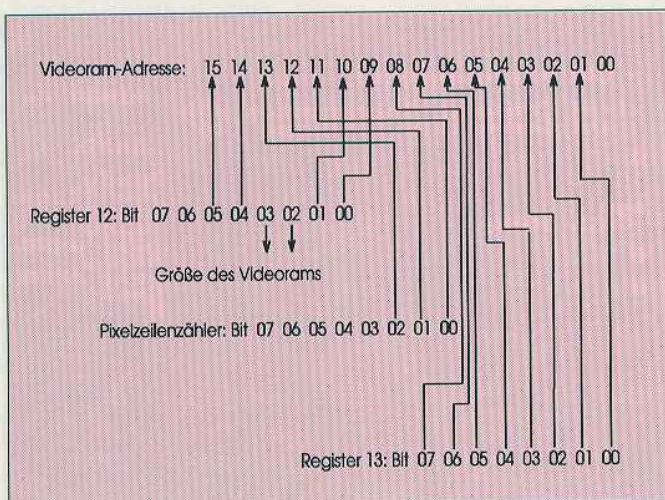 Videoram-Adresse: 15 14 13 12 11 10 09 08 07 06 05 04 03 02 01 00
Register 12: Bit 07 06 05 04 03 02 01 00
Größe des Videorams
Pixelzeilenzähler: Bit 07 06 05 04 03 02 01 00
Register 13: Bit 07 06 05 04 03 02 01 00